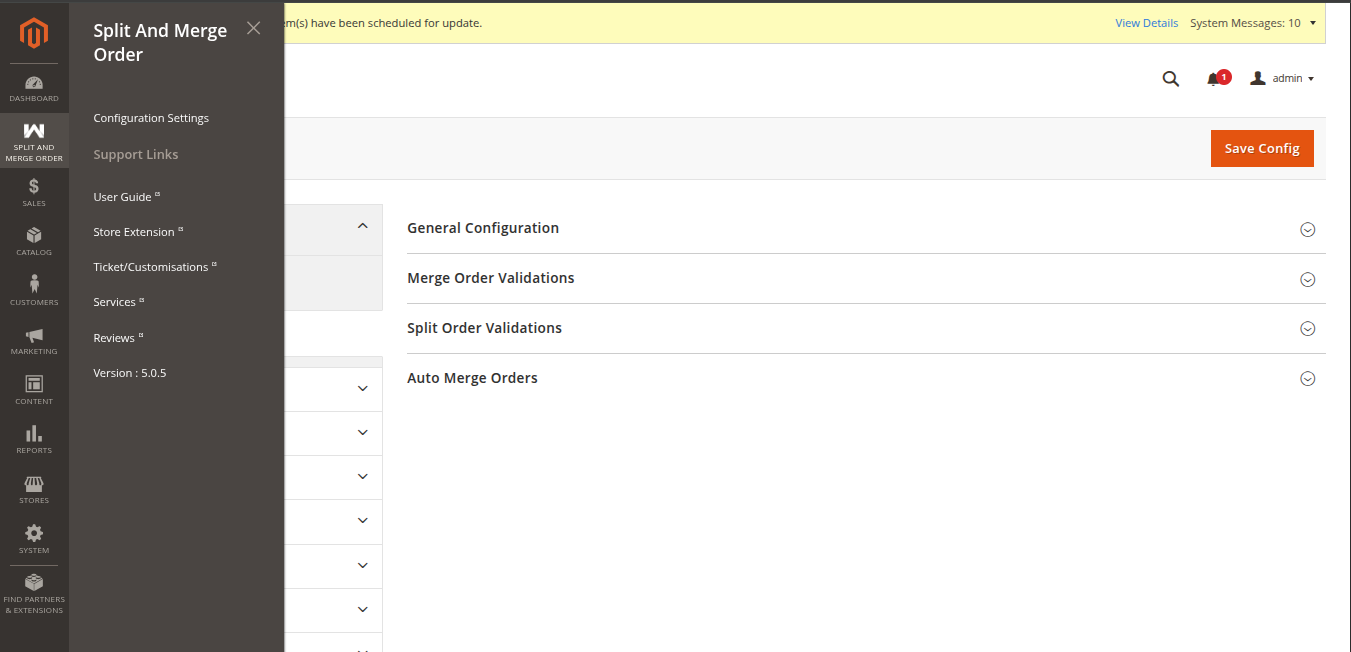 Split And Merge
Order
em(s) have been scheduled for update.
View Details
System Messages: 10
1
admin
Save Config
DASHBOARD
SPLIT AND
MERGE ORDER
SALES
CATALOG
CUSTOMERS
MARKETING
CONTENT
REPORTS
STORES
SYSTEM
FIND PARTNERS
& EXTENSIONS
Configuration Settings
Support Links
User Guide
Store Extension
Ticket/Customisations
Services
Reviews
Version : 5.0.5
General Configuration
Merge Order Validations
Split Order Validations
Auto Merge Orders